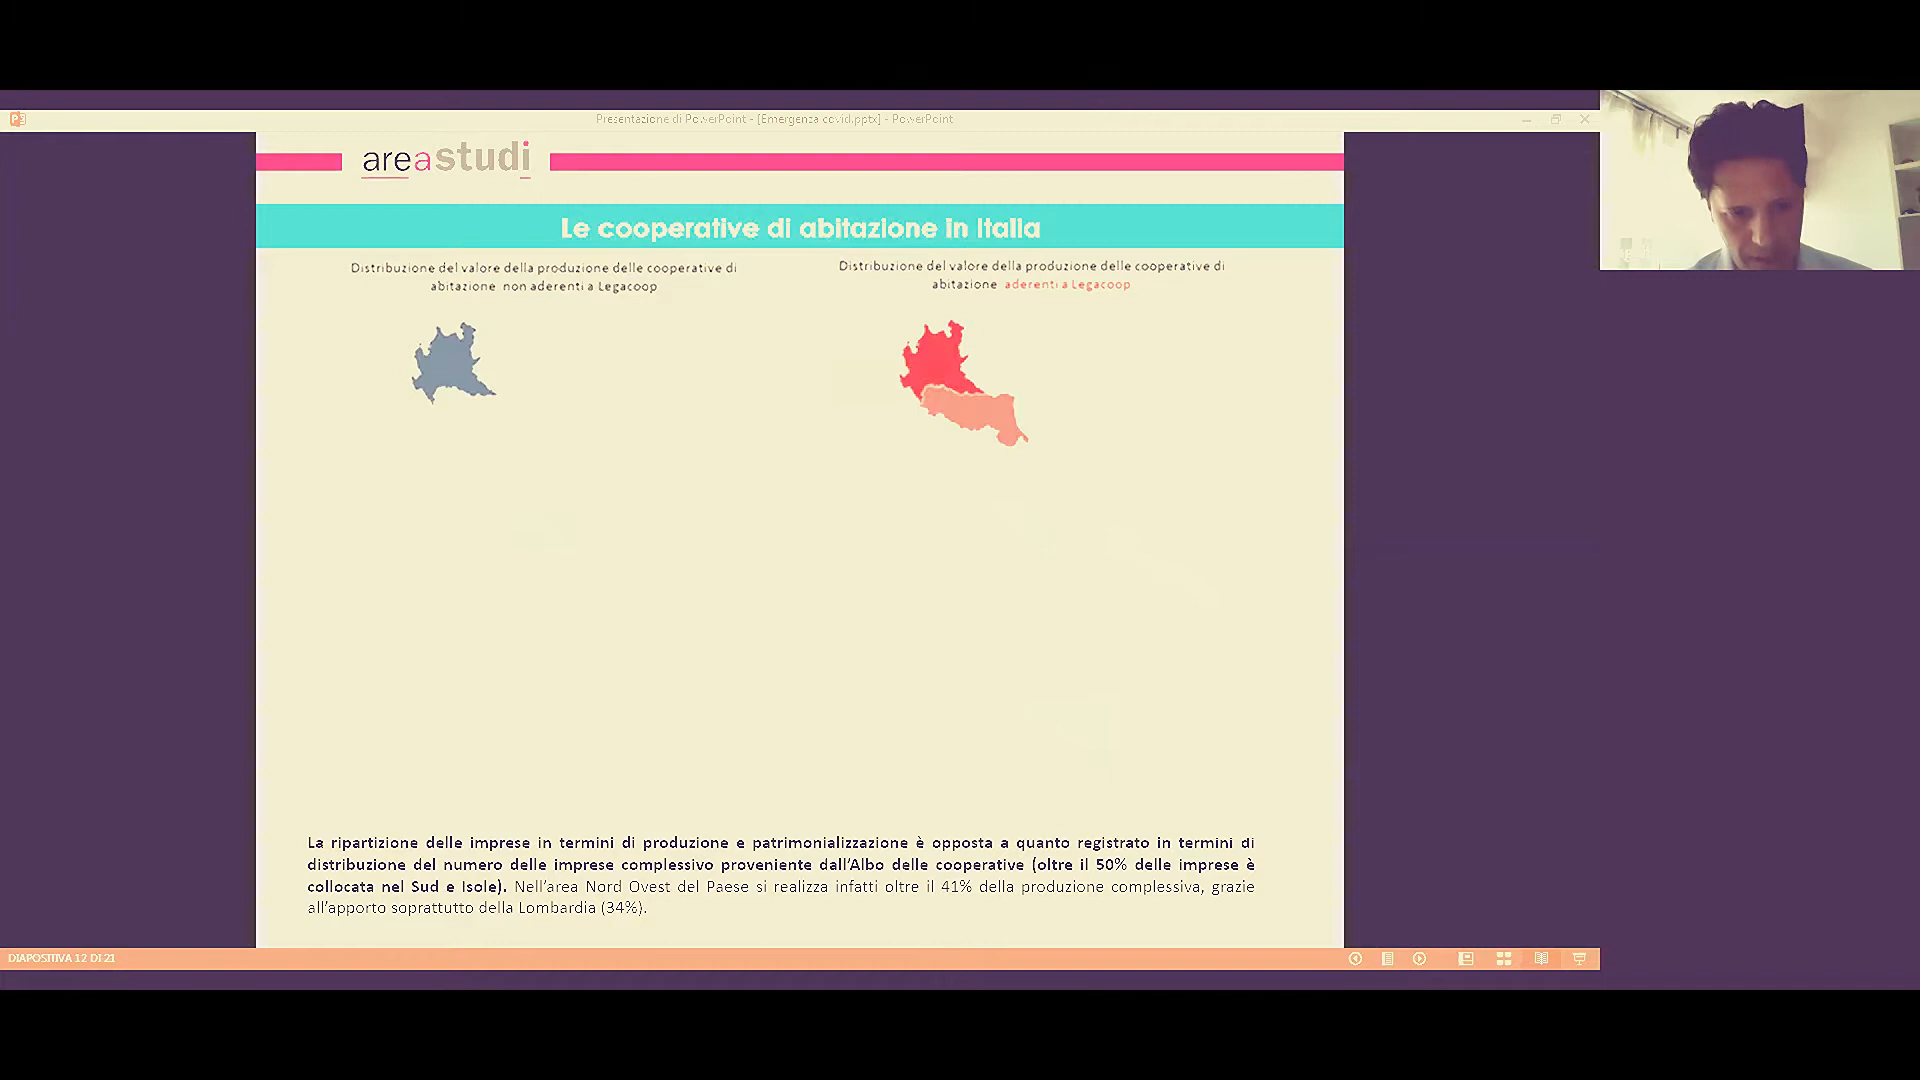 Presentazione di PowerPoint - [Emergenza covid.pptx] - PowerPoint
areastudi
Le cooperative di abitazione in Italia
Distribuzione del valore della produzione delle cooperative di
abitazione non aderenti a Legacoop
Distribuzione del valore della produzione delle cooperative di
abitazione aderenti a Legacoop
La ripartizione delle imprese in termini di produzione e patrimonializzazione è opposta a quanto registrato in termini di
distribuzione del numero delle imprese complessivo proveniente dall'Albo delle cooperative (oltre il 50% delle imprese è
collocata nel Sud e Isole). Nell'area Nord Ovest del Paese si realizza infatti oltre il 41% della produzione complessiva, grazie
all'apporto soprattutto della Lombardia (34%).
DIAPOSITIVA 12 DI 21